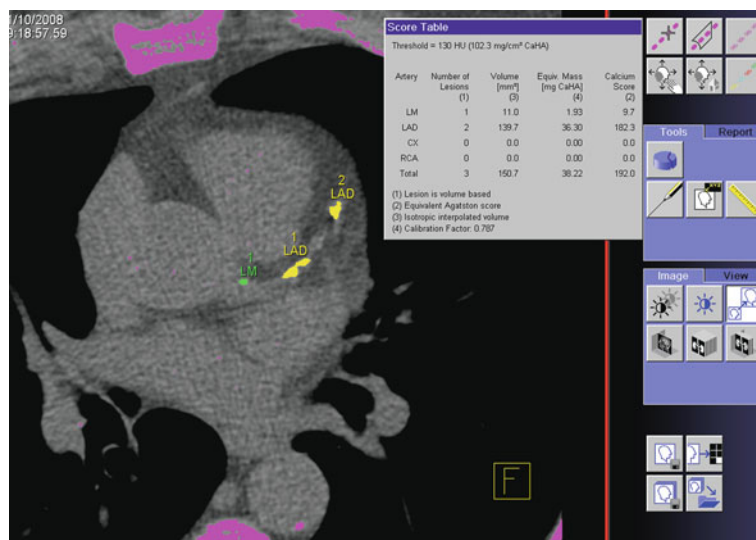 1/10/2008
9:18:57.59
Score Table
Threshold = 130 HU (102.3 mg/cm³ CaHA)
Artery Number of Lesions (1) Volume [mm³] (3) Equiv. Mass [mg CaHA] (4) Calcium Score (2)
LM 1 11.0 1.93 9.7
LAD 2 139.7 36.30 182.3
CX 0 0.0 0.00 0.0
RCA 0 0.0 0.00 0.0
Total 3 150.7 38.22 192.0
(1) Lesion is volume based
(2) Equivalent Agatston score
(3) Isotropic interpolated volume
(4) Calibration Factor: 0.787
2
LAD
1
LAD
1
LM
F
Tools Report
XYZ
Image View